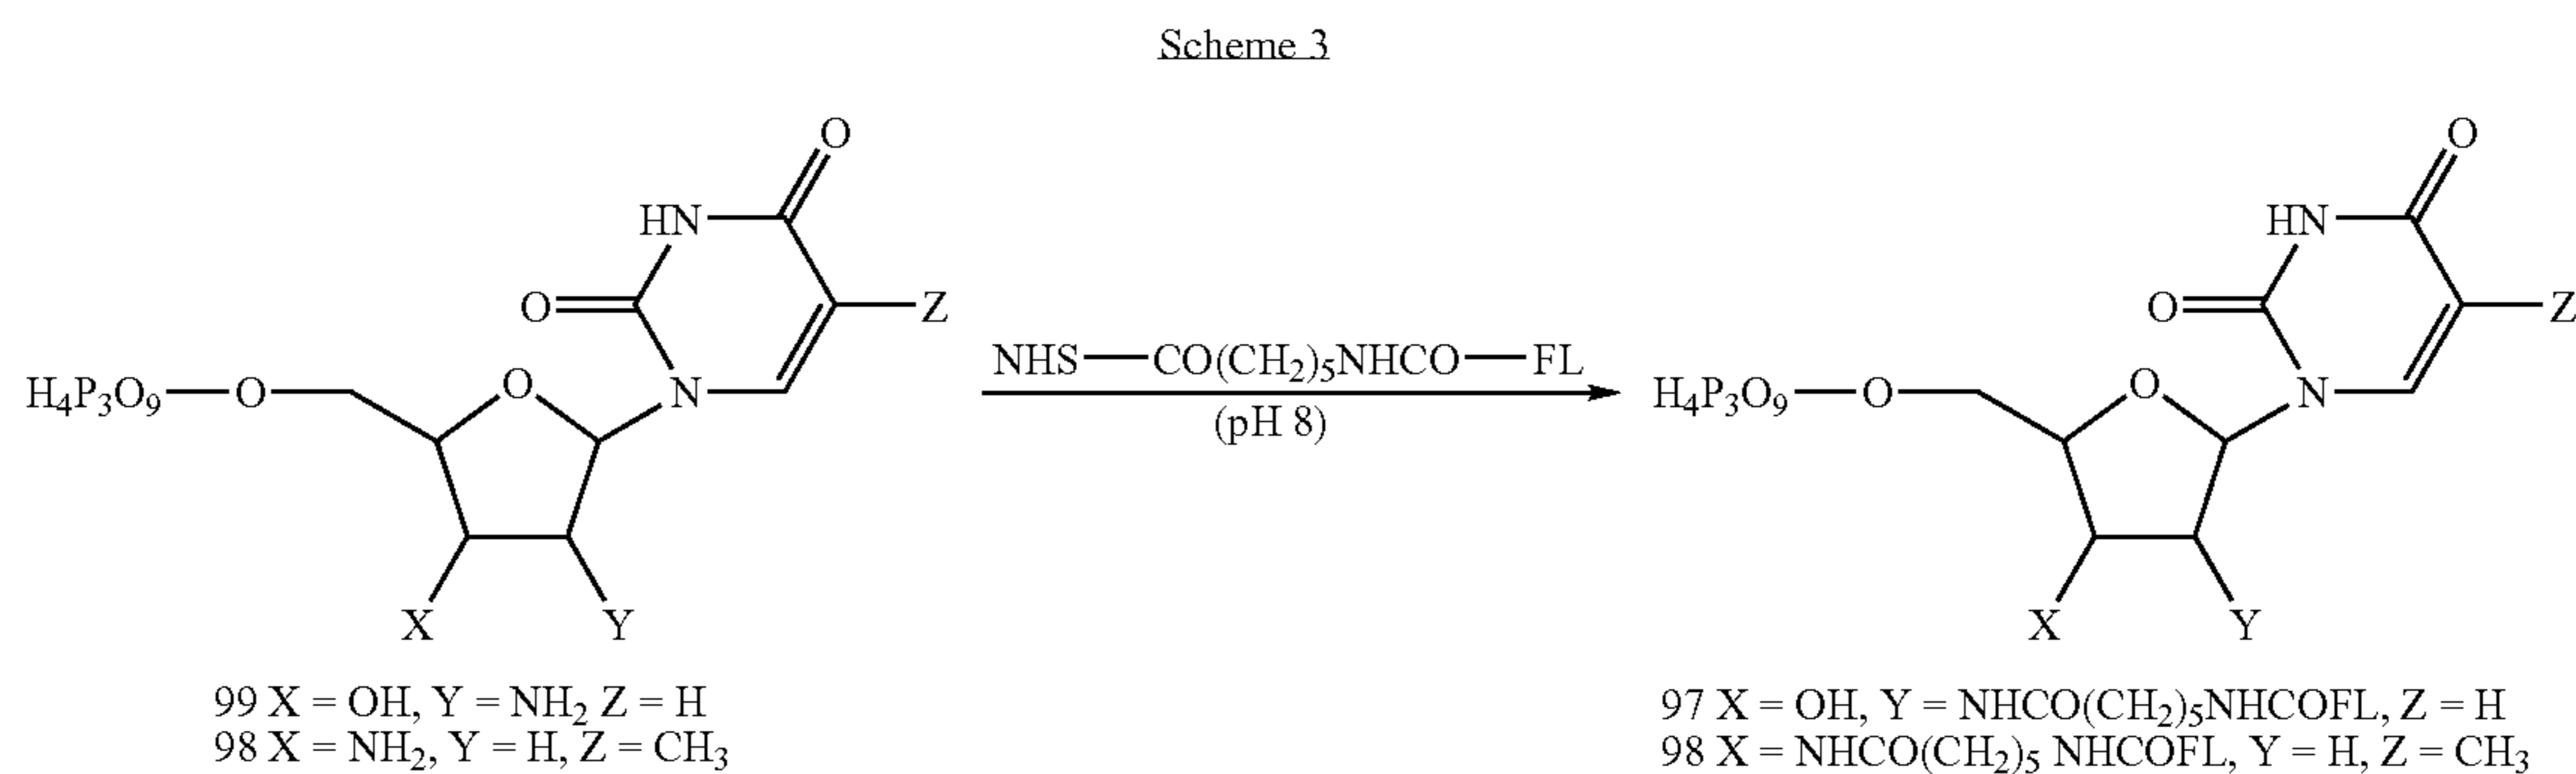 Scheme 3
O
HN
O
Z
N
O
H₄P₃O₉—O
X
Y
99 X = OH, Y = NH₂ Z = H
98 X = NH₂, Y = H, Z = CH₃
NHS—CO(CH₂)₅NHCO—FL
(pH 8)
O
HN
O
Z
N
O
H₄P₃O₉—O
X
Y
97 X = OH, Y = NHCO(CH₂)₅NHCOFL, Z = H
98 X = NHCO(CH₂)₅ NHCOFL, Y = H, Z = CH₃